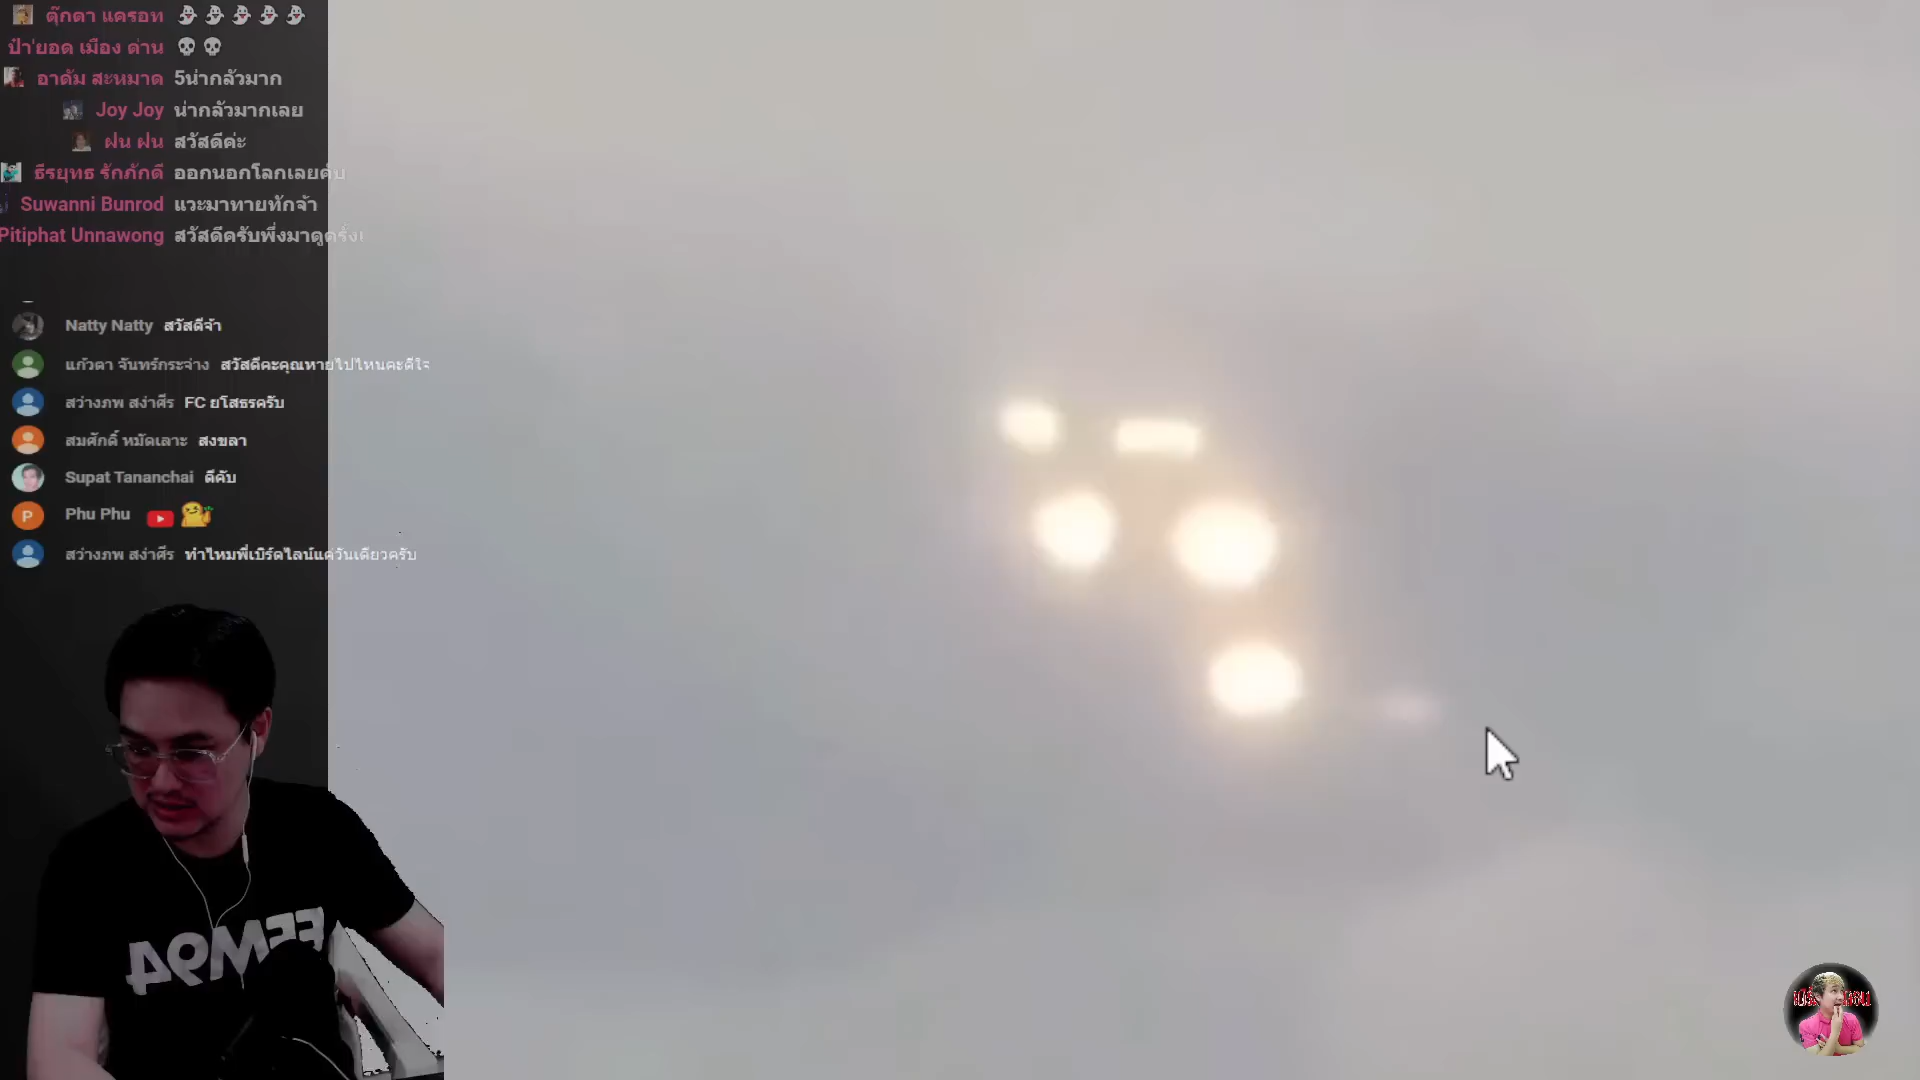 ตุ๊กตา แครอท 👻👻👻👻👻
ป๋า'ยอด เมือง ด่าน 💀💀
อาดัม สะหมาด 5น่ากลัวมาก
Joy Joy น่ากลัวมากเลย
ฝน ฝน สวัสดีค่ะ
ธีรยุทธ รักภักดี ออกนอกโลกเลยคับ
Suwanni Bunrod แวะมาทายทักจ้า
Pitiphat Unnawong สวัสดีครับพึ่งมาดู
Natty Natty สวัสดีจ้า
แก้วตา จันทร์กระจ่าง สวัสดีคะคุณหายไปไหนคะดีใจ
สว่างภพ สง่าศีร FC ยโสธรครับ
สมศักดิ์ หมัดเลาะ สงขลา
Supat Tananchai ดีคับ
P Phu Phu
สว่างภพ สง่าศีร ทำไหมพี่เบิร์ดไลน์แค่วันเดียวครับ
FEM94